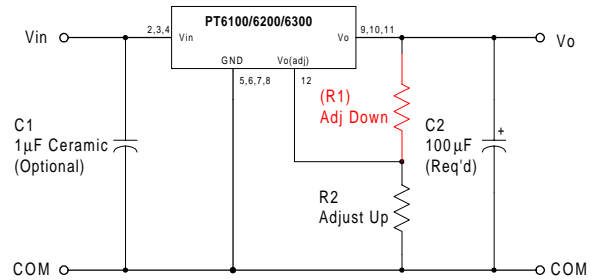 PT6100/6200/6300
Vin
2,3,4
Vin
Vo
9,10,11
Vo
GND
Vo(adj)
5,6,7,8
12
(R1)
Adj Down
C1
1µF Ceramic
(Optional)
C2
+
100µF
(Req'd)
R2
Adjust Up
COM
COM